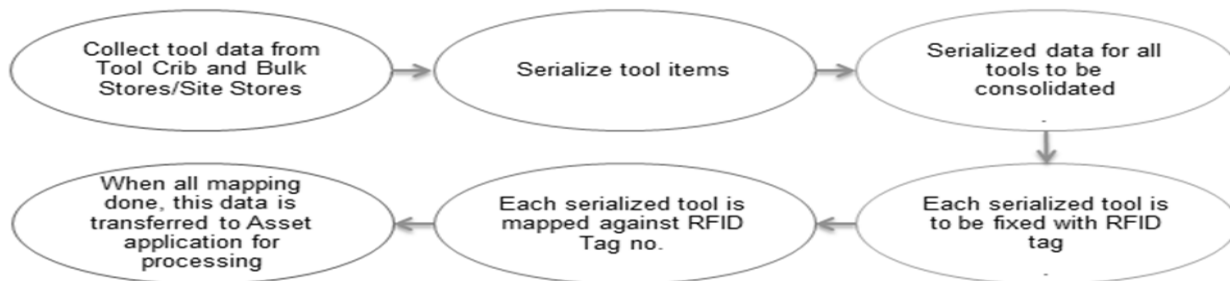 Collect tool data from
Tool Crib and Bulk
Stores/Site Stores
Serialize tool items
Serialized data for all
tools to be
consolidated
.
Each serialized tool is
to be fixed with RFID
tag
.
Each serialized tool is
mapped against RFID
Tag no.
When all mapping
done, this data is
transferred to Asset
application for
processing